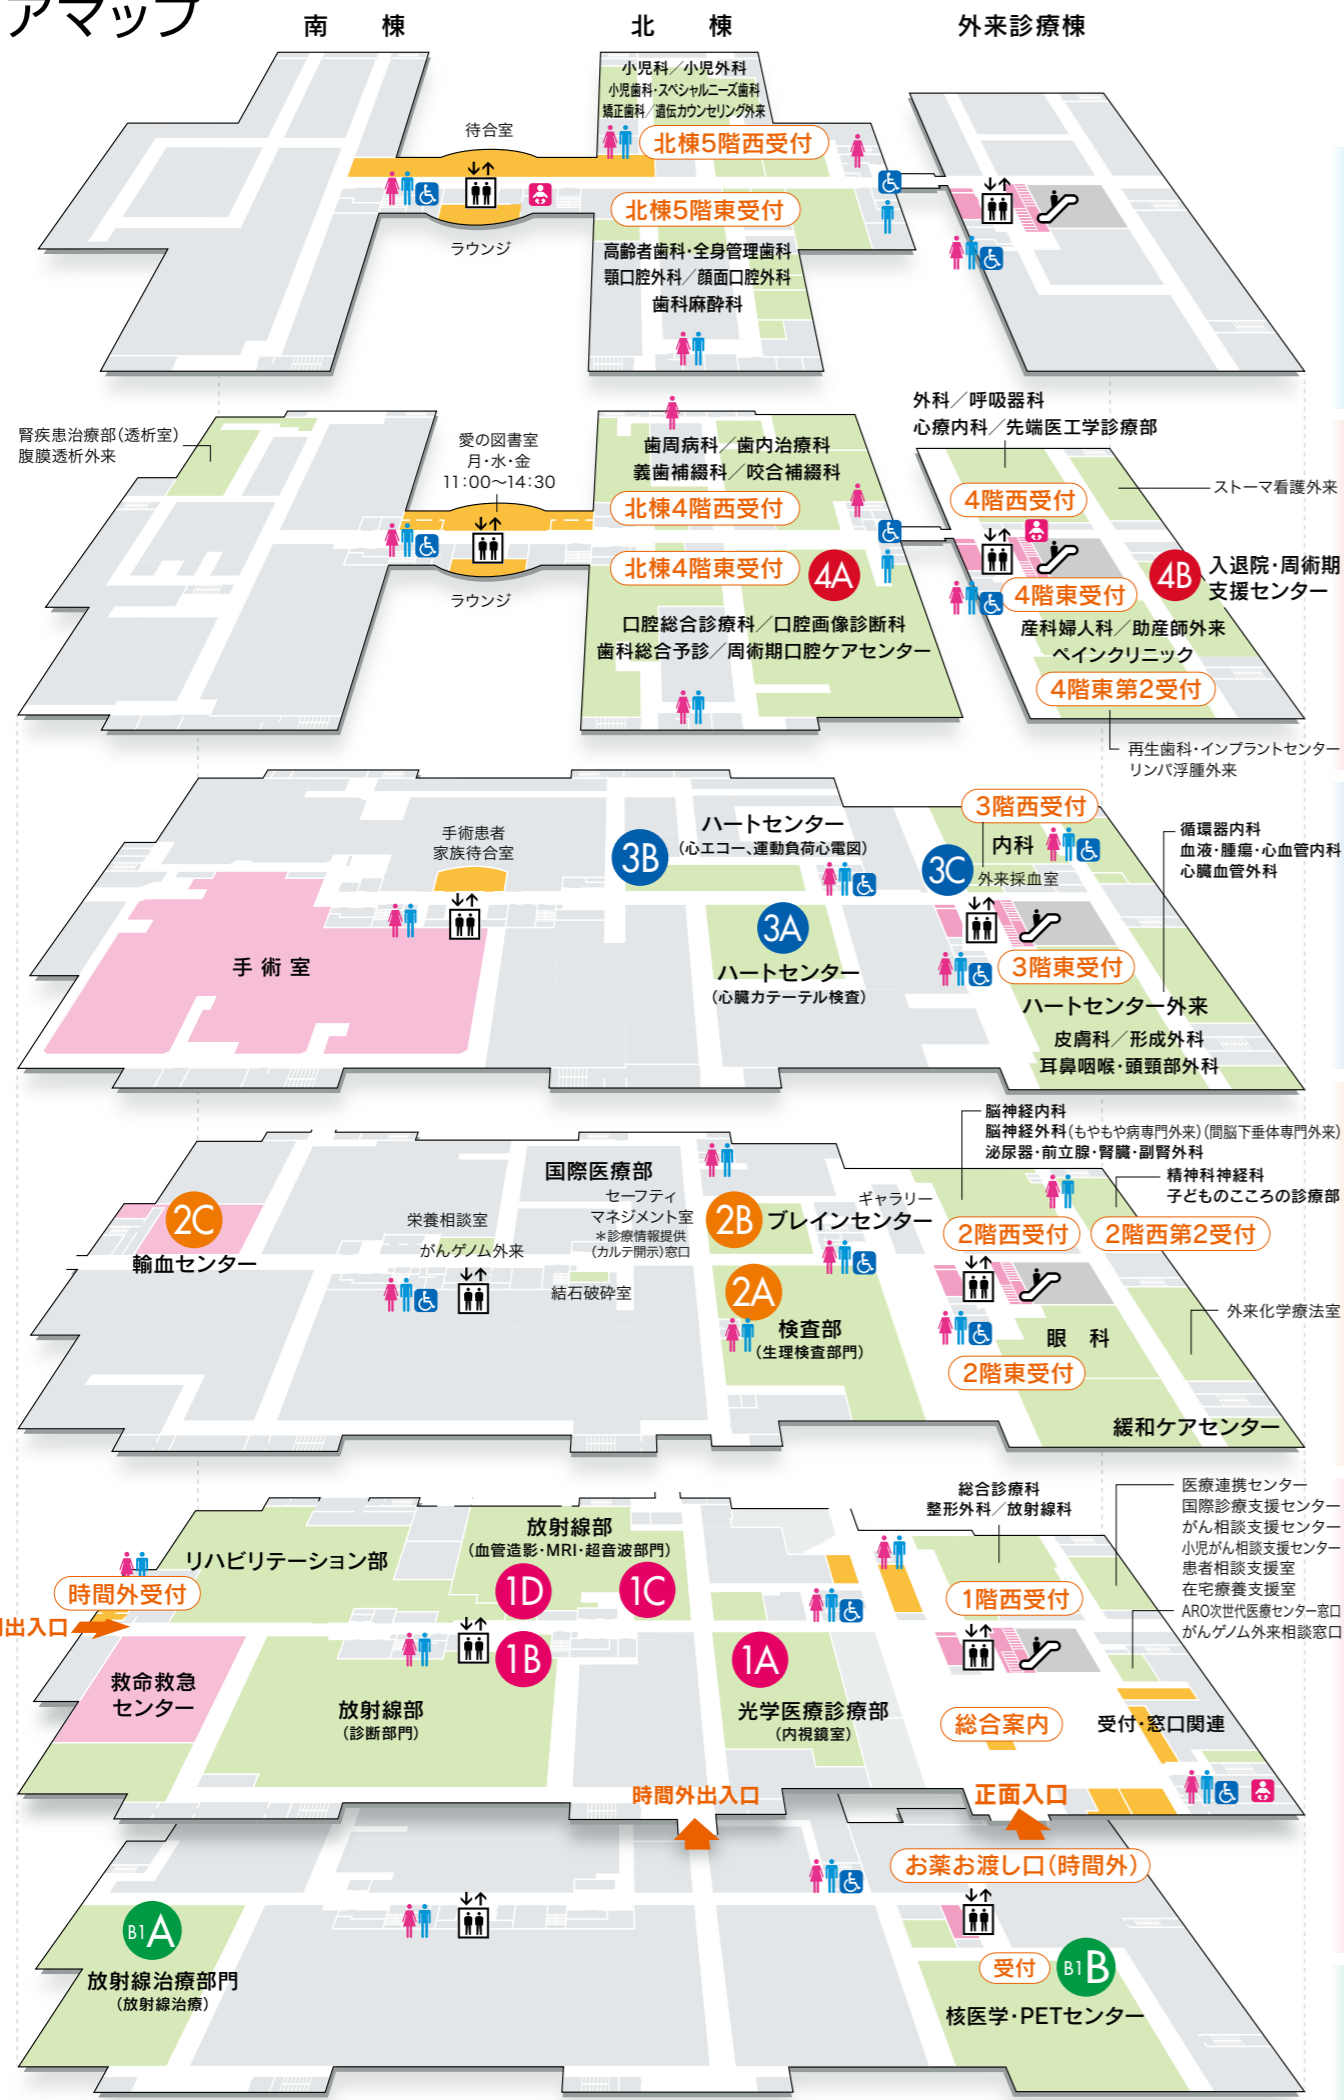 アマップ
南　棟
北　棟
外来診療棟
小児科／小児外科
小児歯科・スペシャルニーズ歯科
矯正歯科／遺伝カウンセリング外来
待合室
北棟5階西受付
北棟5階東受付
ラウンジ
高齢者歯科・全身管理歯科
顎口腔外科／顔面口腔外科
歯科麻酔科
腎疾患治療部（透析室）
腹膜透析外来
愛の図書室
月・水・金
11：00〜14：30
ラウンジ
歯周病科／歯内治療科
義歯補綴科／咬合補綴科
北棟4階西受付
北棟4階東受付
4A
口腔総合診療科／口腔画像診断科
歯科総合予診／周術期口腔ケアセンター
外科／呼吸器科
心療内科／先端医工学診療部
4階西受付
ストーマ看護外来
4B
入退院・周術期
支援センター
4階東受付
産科婦人科／助産師外来
ペインクリニック
4階東第2受付
再生歯科・インプラントセンター
リンパ浮腫外来
手術患者
家族待合室
手 術 室
3B
ハートセンター
（心エコー、運動負荷心電図）
3A
ハートセンター
（心臓カテーテル検査）
3階西受付
内科
3C
外来採血室
循環器内科
血液・腫瘍・心血管内科
心臓血管外科
3階東受付
ハートセンター外来
皮膚科／形成外科
耳鼻咽喉・頭頸部外科
脳神経内科
脳神経外科（もやもや病専門外来）（間脳下垂体専門外来）
泌尿器・前立腺・腎臓・副腎外科
精神科神経科
子どものこころの診療部
2C
輸血センター
栄養相談室
がんゲノム外来
国際医療部
セーフティ
マネジメント室
＊診療情報提供
（カルテ開示）窓口
結石破砕室
2B
ギャラリー
ブレインセンター
2A
検査部
（生理検査部門）
2階西受付
2階西第2受付
外来化学療法室
眼　科
2階東受付
緩和ケアセンター
総合診療科
整形外科／放射線科
医療連携センター
国際診療支援センター
がん相談支援センター
小児がん相談支援センター
患者相談支援室
在宅療養支援室
ARO次世代医療センター窓口
がんゲノム外来相談窓口
リハビリテーション部
時間外受付
出入口
放射線部
（血管造影・MRI・超音波部門）
1D
1C
1B
1A
1階西受付
救命救急
センター
放射線部
（診断部門）
光学医療診療部
（内視鏡室）
総合案内
受付・窓口関連
時間外出入口
正面入口
お薬お渡し口（時間外）
B1A
放射線治療部門
（放射線治療）
受付
B1B
核医学・PETセンター